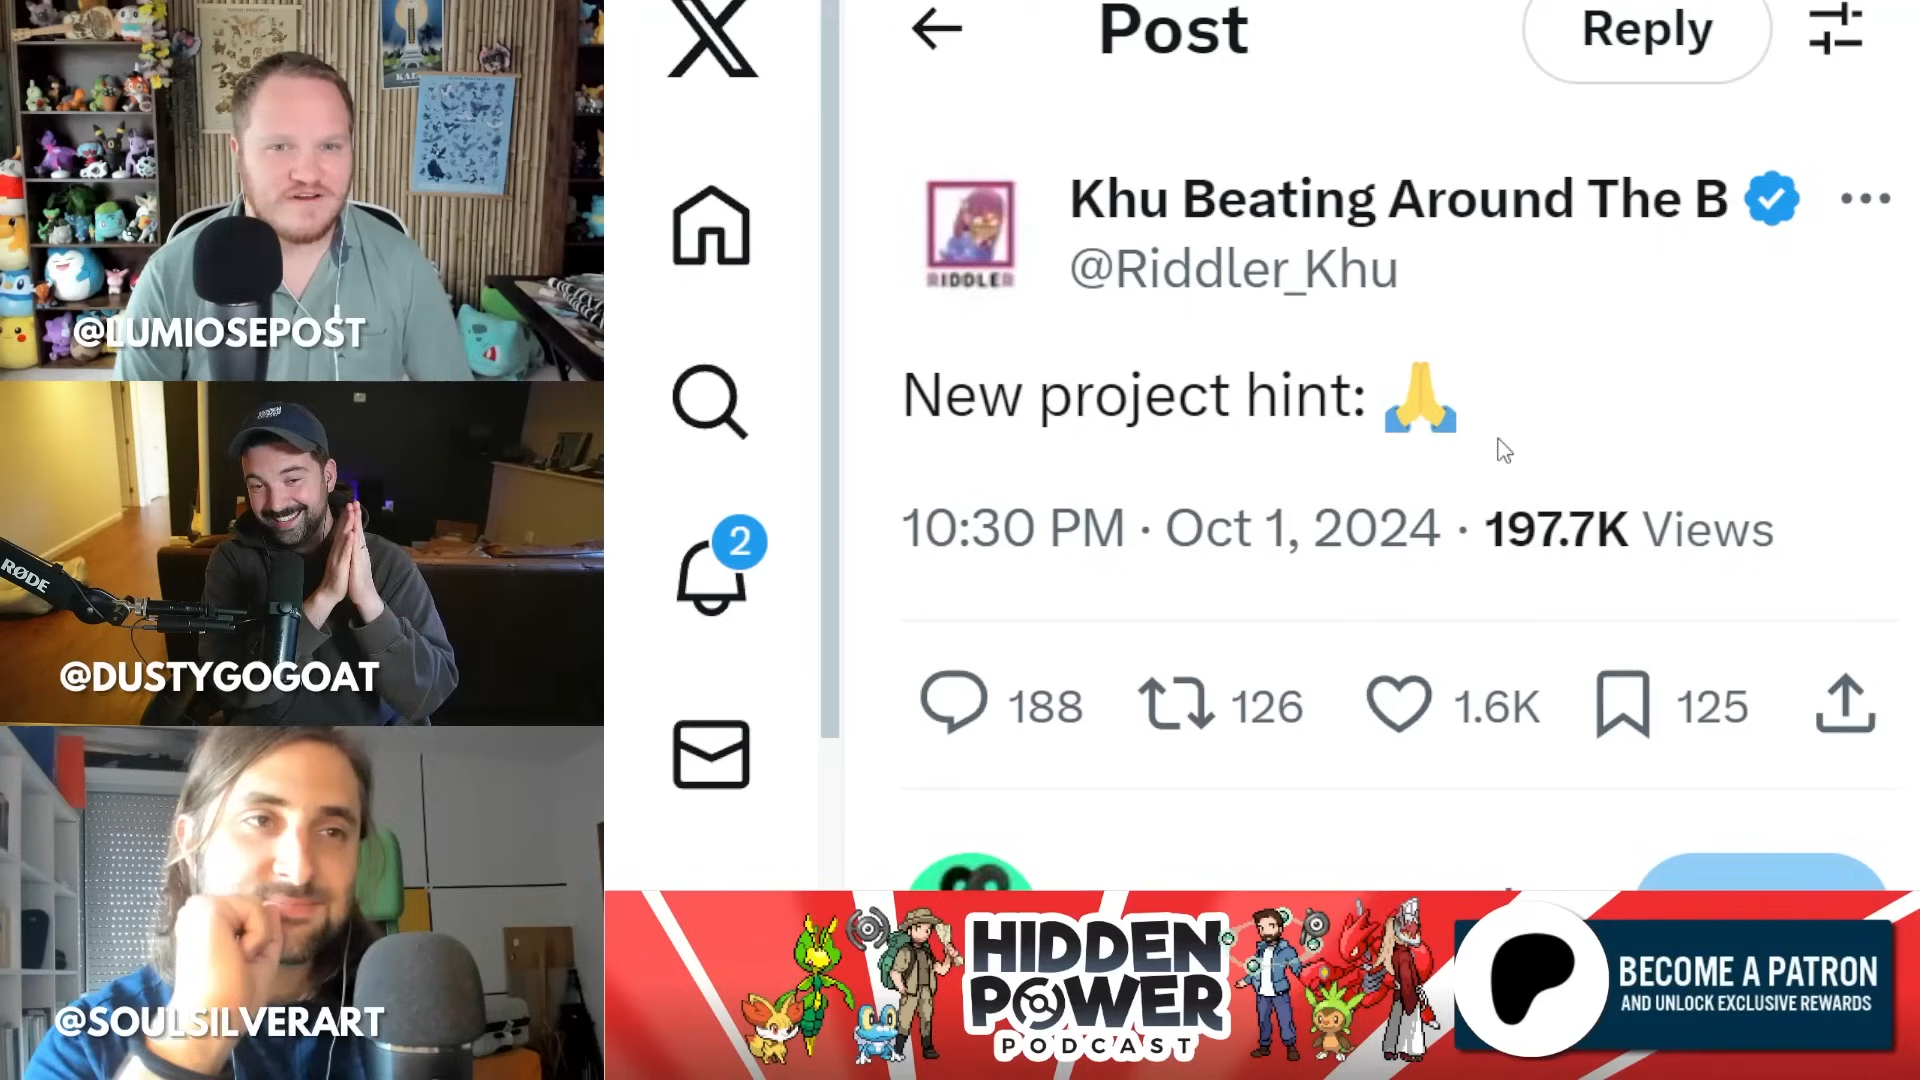 @LUMIOSEPOST
RØDE
@DUSTYGOGOAT
@SOULSILVERART
Post
Reply
Khu Beating Around The B
@Riddler_Khu
RIDDLER
New project hint: 🙏
10:30 PM · Oct 1, 2024 · 197.7K Views
2
188
126
1.6K
125
HIDDEN
POWER
PODCAST
BECOME A PATRON
AND UNLOCK EXCLUSIVE REWARDS